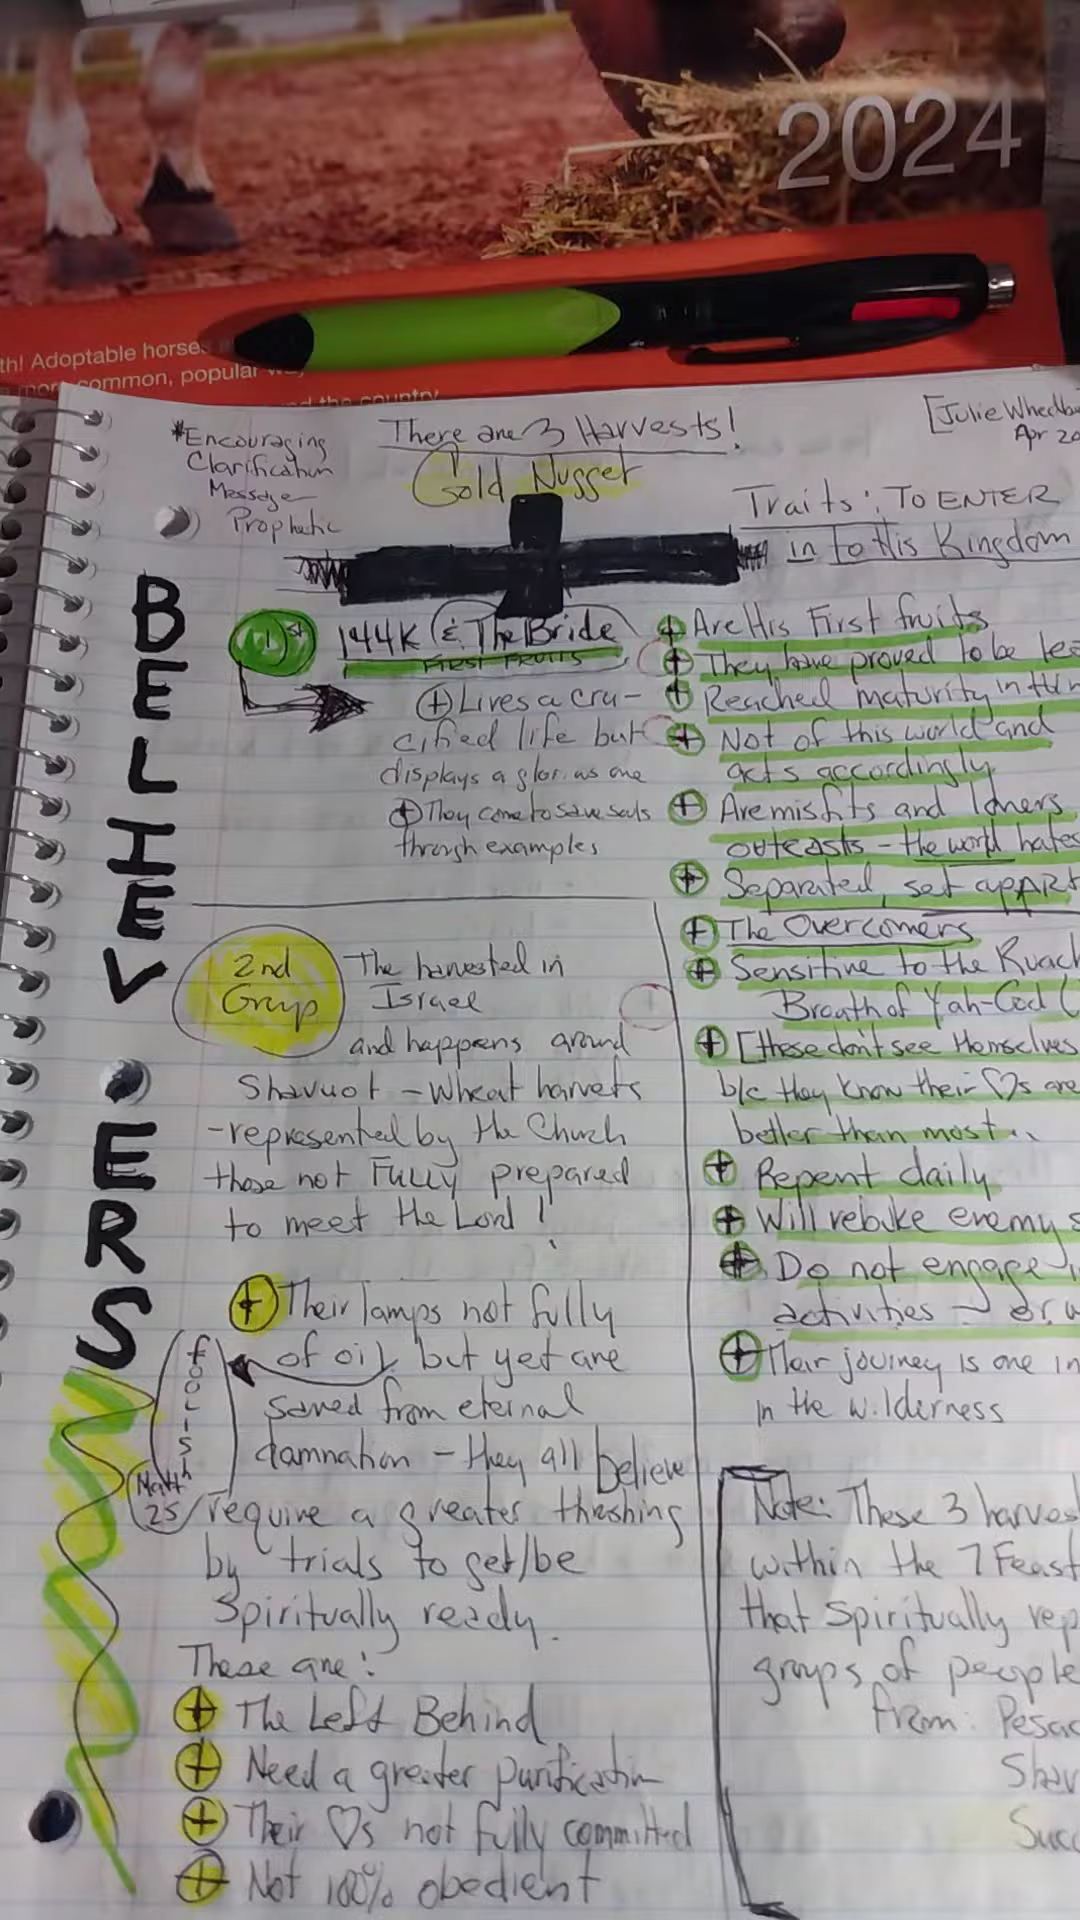 2024
th! Adoptable horses
more common, popular
and the country
*Encouraging
Clarification
Message
Prophetic
There are 3 Harvests!
Gold Nugget
[Julie Whedbe
Apr 20
Traits: TO ENTER
in to His Kingdom
BELIEVERS
1st
144K & The Bride
FIRST FRUITS
+ Lives a cru-
cified life but
displays a glorious one
+ They come to save souls
through examples
+ Are His First fruits
+ They have proved to be tes
+ Reached maturity in
+ Not of this world and
acts accordingly
+ Are misfits and loners
outcasts - the world hates
+ Separated, set apart
+ The Overcomers
+ Sensitive to the Ruach
Breath of Yah-God (
+ [these don't see themselves
b/c they know their ♡s are
better than most..
+ Repent daily
+ Will rebuke enemy s
+ Do not engage i
activities - or w
+ Their journey is one in
in the wilderness
2nd
Group
The harvested in
Israel
and happens around
Shavuot - Wheat harvets
- represented by the Church
those not Fully prepared
to meet the Lord!
+ Their lamps not fully
of oil but yet are
saved from eternal
damnation - they all believe
foolish
Matt
25
require a greater threshing
by trials to get/be
Spiritually ready.
These are:
+ The Left Behind
+ Need a greater purification
+ Their ♡s not fully committed
+ Not 100% obedient
Note: These 3 harves
within the 7 Feast
that spiritually rep
groups of people
from: Pesac
Shav
Succ